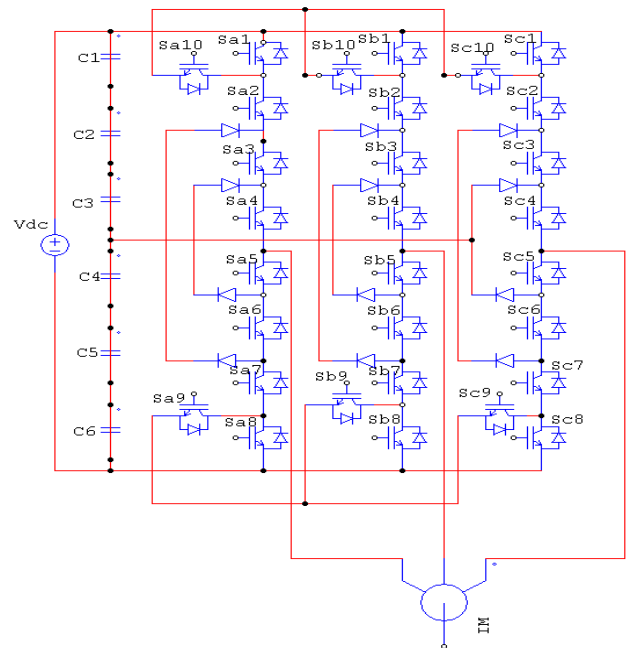 Sa10 Sa1 Sb10 Sb1 Sc10 Sc1
C1
Sa2 Sb2 Sc2
C2
Sa3 Sb3 Sc3
C3 Sa4 Sb4 Sc4
Vdc
C4 Sa5 Sb5 Sc5
Sa6 Sb6 Sc6
C5
Sa7 Sb9 Sb7 Sc7
Sa9 Sc9
C6 Sa8 Sb8 Sc8
IM